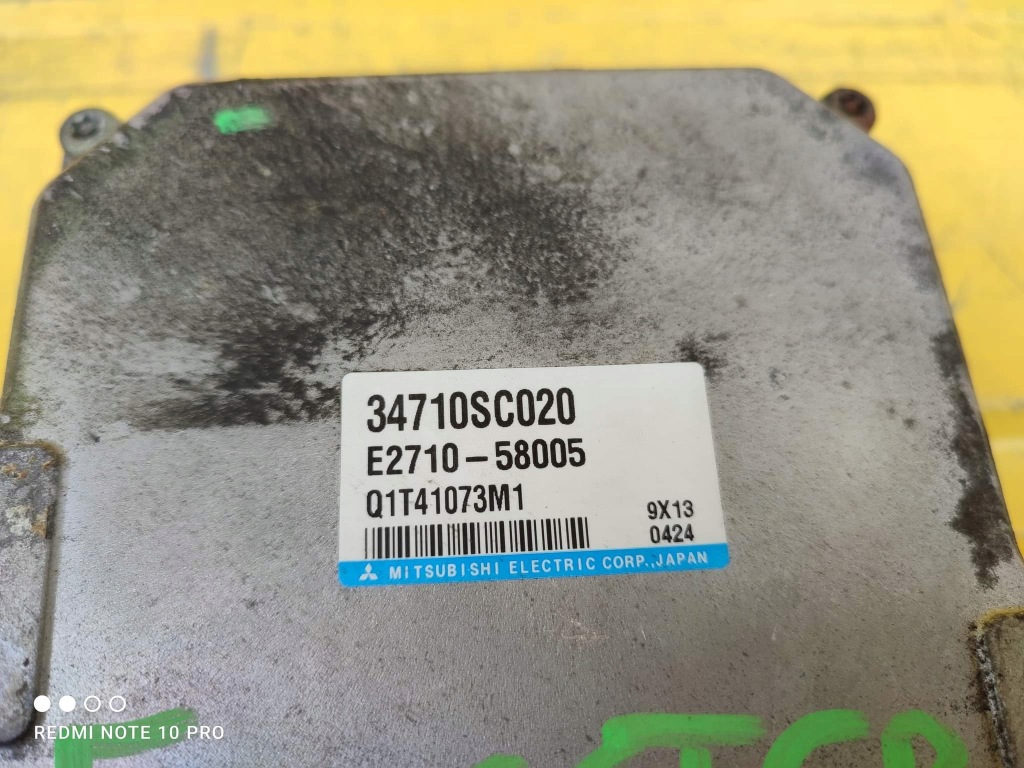 34710SC020
E2710-58005
Q1T41073M1
9X13
0424
MITSUBISHI ELECTRIC CORP., JAPAN
REDMI NOTE 10 PRO